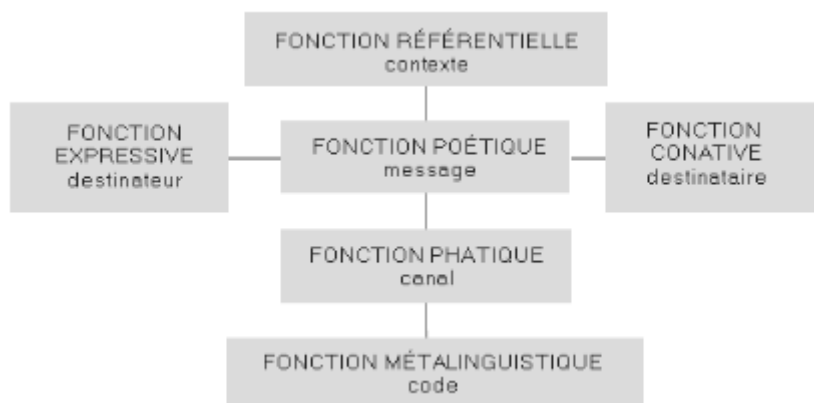 FONCTION RÉFÉRENTIELLE
contexte
FONCTION
EXPRESSIVE
destinateur
FONCTION POÉTIQUE
message
FONCTION
CONATIVE
destinataire
FONCTION PHATIQUE
canal
FONCTION MÉTALINGUISTIQUE
code